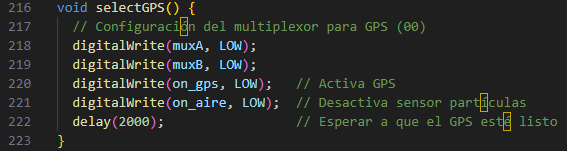 216 void selectGPS() {
217 // Configuración del multiplexor para GPS (00)
218 digitalWrite(muxA, LOW);
219 digitalWrite(muxB, LOW);
220 digitalWrite(on_gps, LOW); // Activa GPS
221 digitalWrite(on_aire, LOW); // Desactiva sensor partículas
222 delay(2000); // Esperar a que el GPS esté listo
223 }